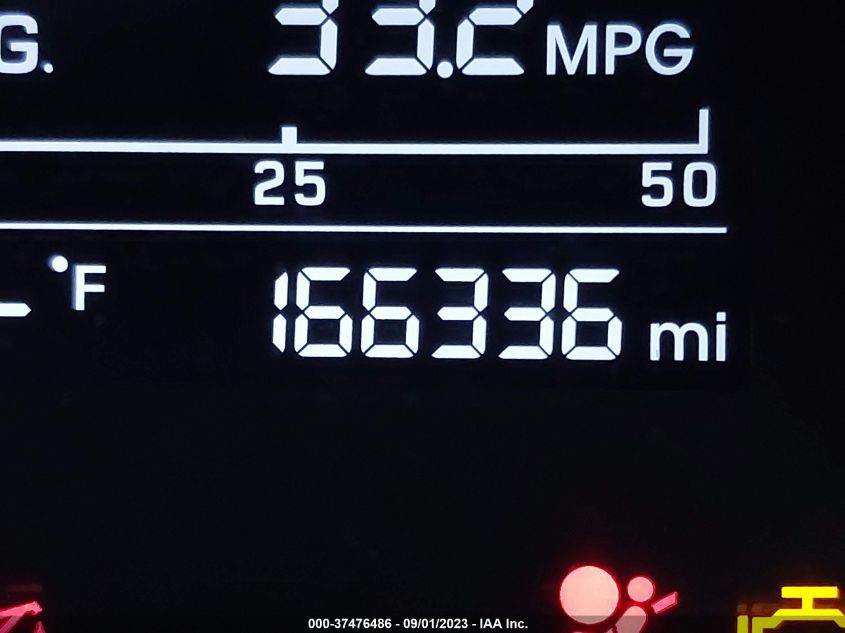 G. 33.2 MPG
25 50
°F 166336 mi
000-37476486 - 09/01/2023 - IAA Inc.